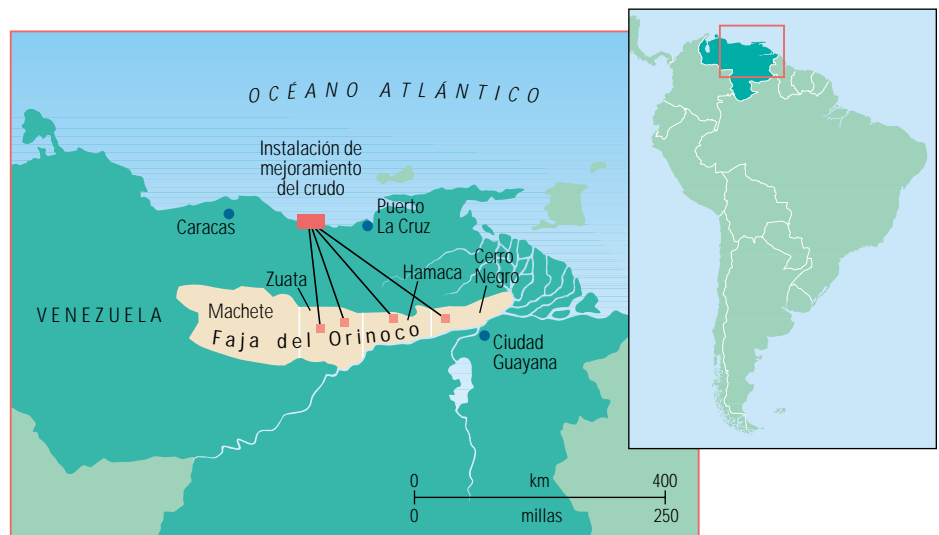 OCÉANO ATLÁNTICO
Instalación de
mejoramiento
del crudo
Caracas
Puerto
La Cruz
Zuata
Hamaca
Cerro
Negro
VENEZUELA
Machete
Faja del Orinoco
Ciudad
Guayana
0 km 400
0 millas 250